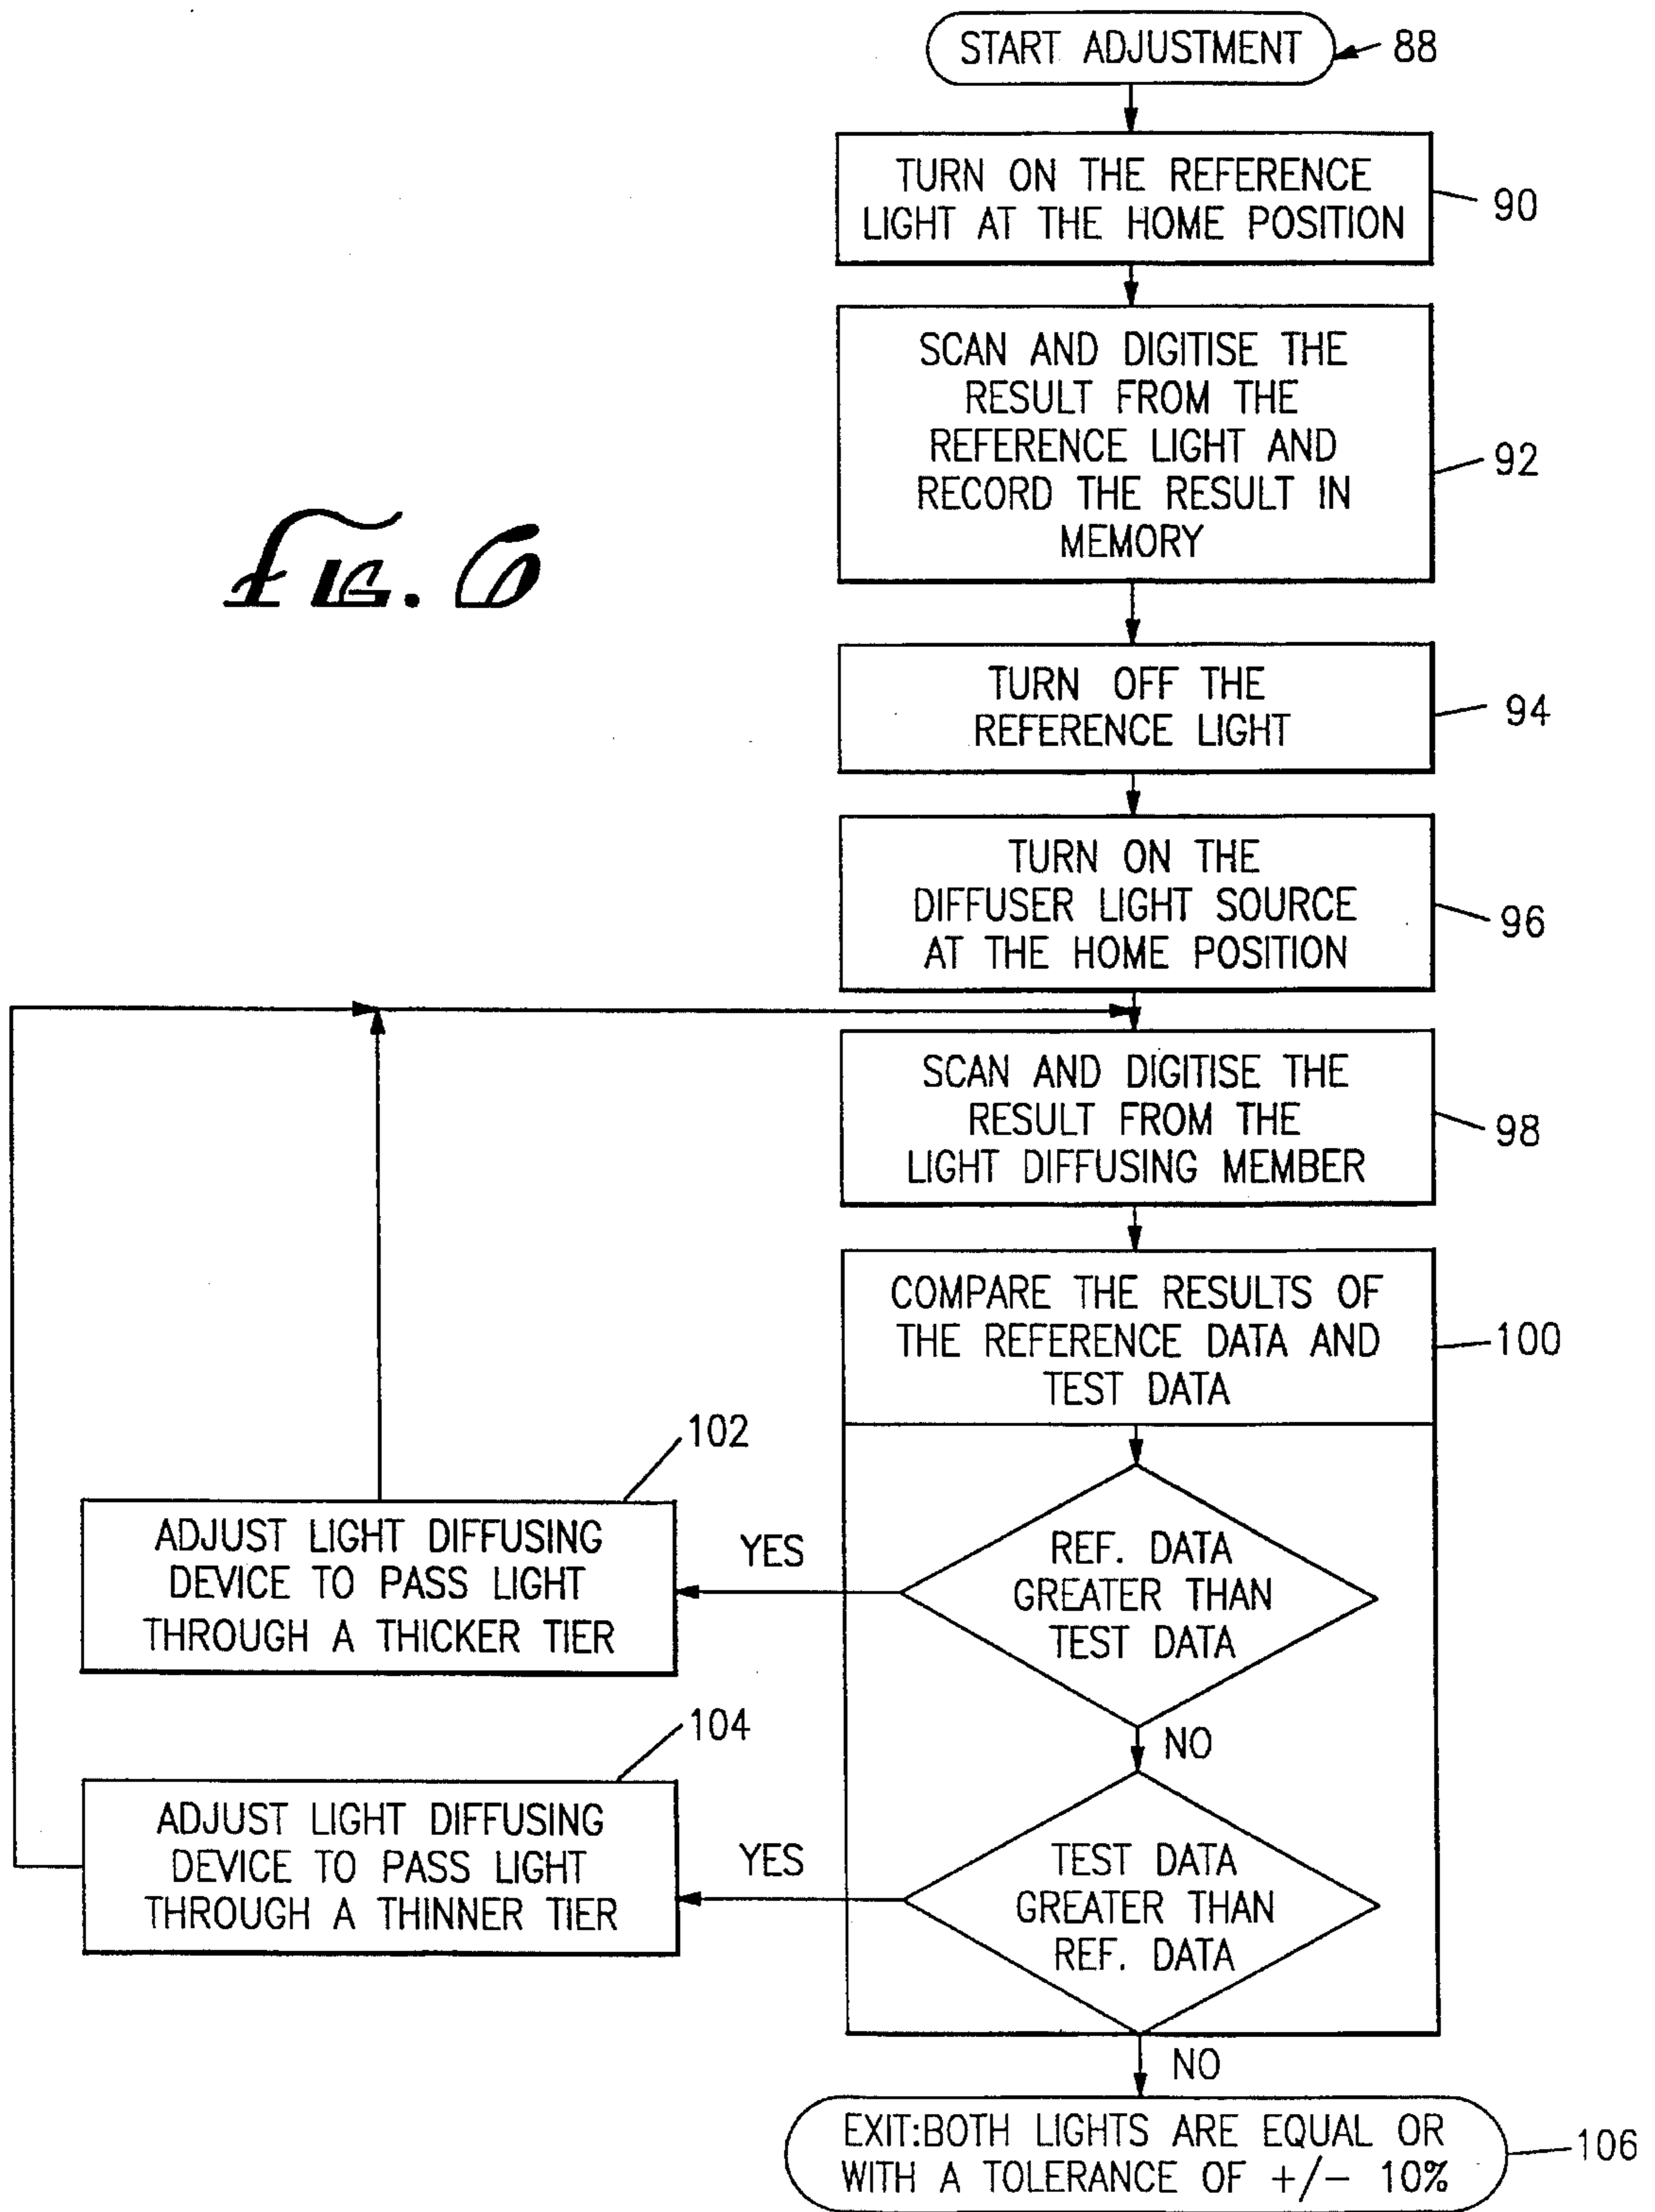 START ADJUSTMENT
88
TURN ON THE REFERENCE
LIGHT AT THE HOME POSITION
90
SCAN AND DIGITISE THE
RESULT FROM THE
REFERENCE LIGHT AND
RECORD THE RESULT IN
MEMORY
92
FIG. 6
TURN OFF THE
REFERENCE LIGHT
94
TURN ON THE
DIFFUSER LIGHT SOURCE
AT THE HOME POSITION
96
SCAN AND DIGITISE THE
RESULT FROM THE
LIGHT DIFFUSING MEMBER
98
COMPARE THE RESULTS OF
THE REFERENCE DATA AND
TEST DATA
100
REF. DATA
GREATER THAN
TEST DATA
YES
102
ADJUST LIGHT DIFFUSING
DEVICE TO PASS LIGHT
THROUGH A THICKER TIER
NO
TEST DATA
GREATER THAN
REF. DATA
YES
104
ADJUST LIGHT DIFFUSING
DEVICE TO PASS LIGHT
THROUGH A THINNER TIER
NO
EXIT:BOTH LIGHTS ARE EQUAL OR
WITH A TOLERANCE OF +/- 10%
106